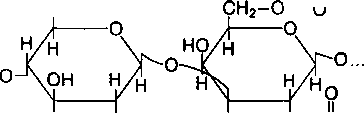 CH₂-O
O O
H H HO H H
O OH H H O H H O...
O